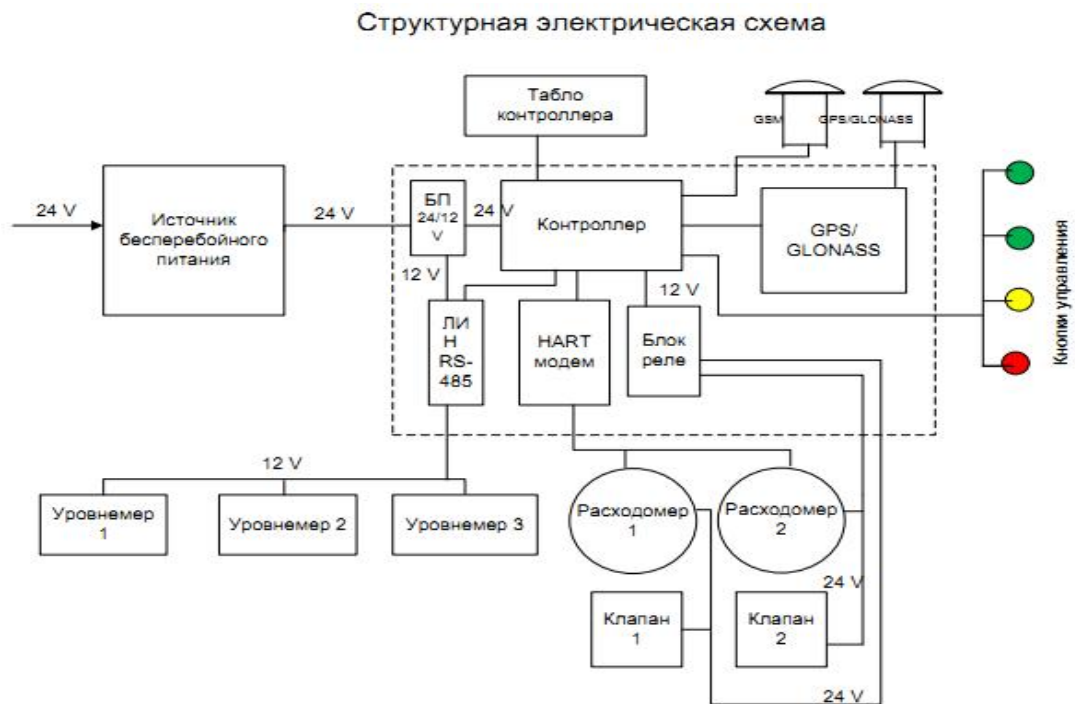 Структурная электрическая схема
Табло
контроллера
GSM
GPS/GLONASS
24 V
Источник
бесперебойного
питания
24 V
БП
24/12
V
24 V
Контроллер
GPS/
GLONASS
Кнопки управления
12 V
ЛИ
Н
RS-
485
HART
модем
12 V
Блок
реле
12 V
Уровнемер
1
Уровнемер 2
Уровнемер 3
Расходомер
1
Расходомер
2
24 V
Клапан
1
Клапан
2
24 V